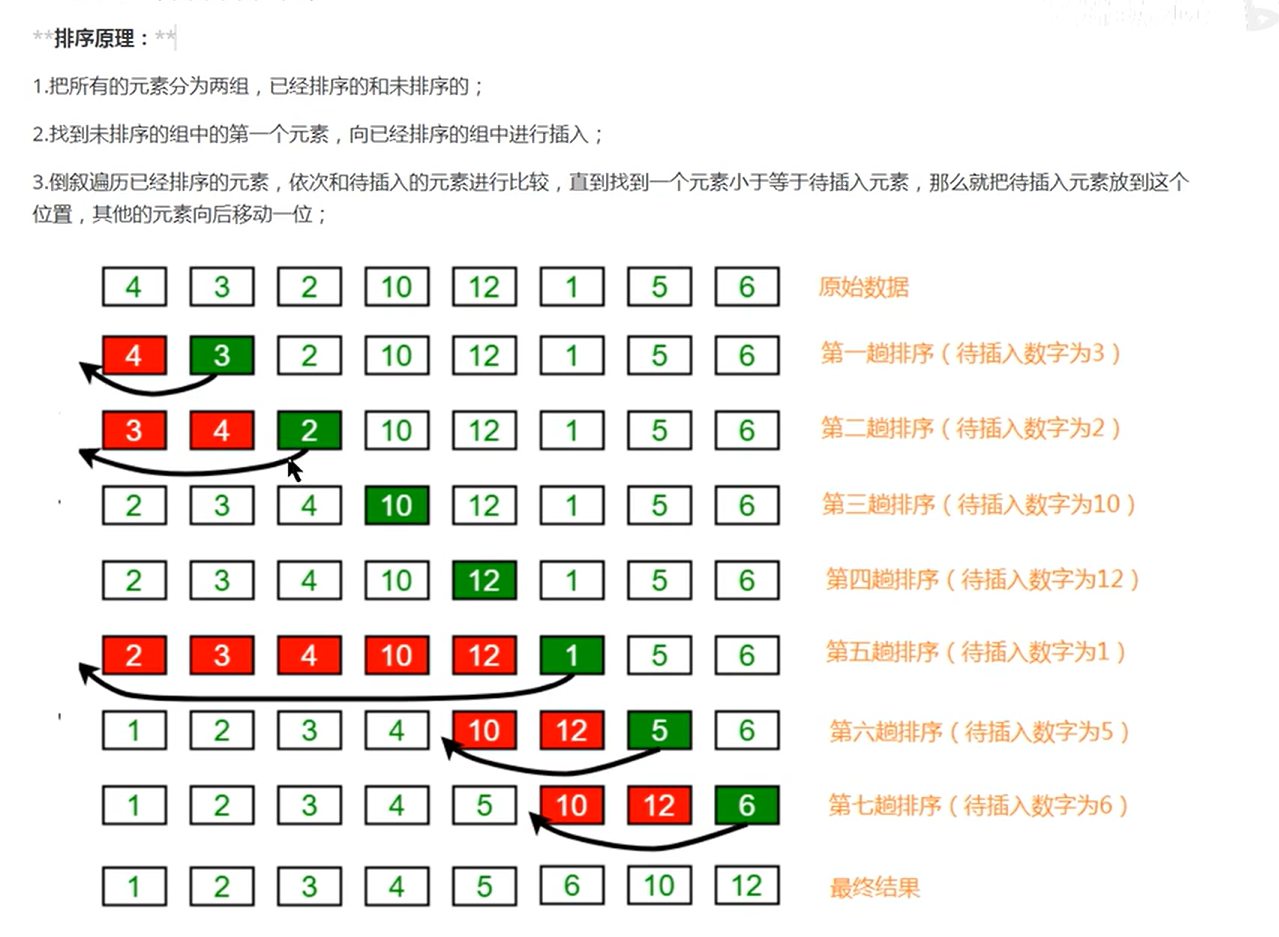 **排序原理：**
1.把所有的元素分为两组，已经排序的和未排序的；
2.找到未排序的组中的第一个元素，向已经排序的组中进行插入；
3.倒叙遍历已经排序的元素，依次和待插入的元素进行比较，直到找到一个元素小于等于待插入元素，那么就把待插入元素放到这个
位置，其他的元素向后移动一位；
4 3 2 10 12 1 5 6 原始数据
4 3 2 10 12 1 5 6 第一趟排序（待插入数字为3）
3 4 2 10 12 1 5 6 第二趟排序（待插入数字为2）
2 3 4 10 12 1 5 6 第三趟排序（待插入数字为10）
2 3 4 10 12 1 5 6 第四趟排序（待插入数字为12）
2 3 4 10 12 1 5 6 第五趟排序（待插入数字为1）
1 2 3 4 10 12 5 6 第六趟排序（待插入数字为5）
1 2 3 4 5 10 12 6 第七趟排序（待插入数字为6）
1 2 3 4 5 6 10 12 最终结果